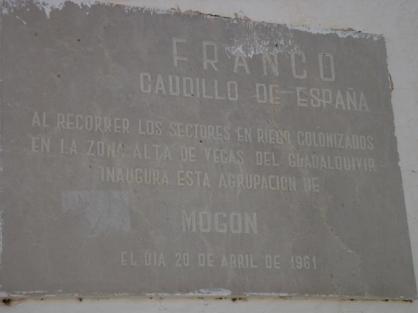 FRANCO
CAUDILLO DE ESPAÑA
AL RECORRER LOS SECTORES EN RIEGO COLONIZADOS
EN LA ZONA ALTA DE VEGAS DEL GUADALQUIVIR
INAUGURA ESTA AGRUPACION DE
MOGON
EL DIA 20 DE ABRIL DE 1961